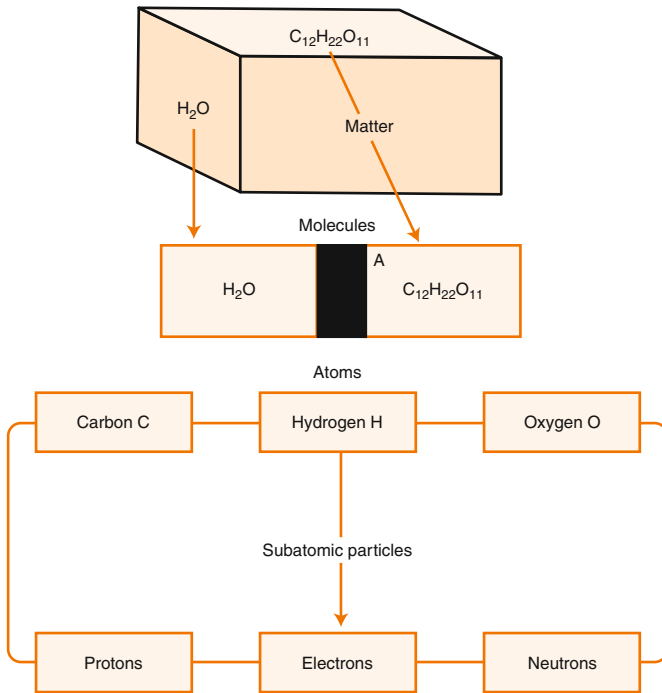 C₁₂H₂₂O₁₁
H₂O
Matter
Molecules
A
H₂O
C₁₂H₂₂O₁₁
Atoms
Carbon C
Hydrogen H
Oxygen O
Subatomic particles
Protons
Electrons
Neutrons